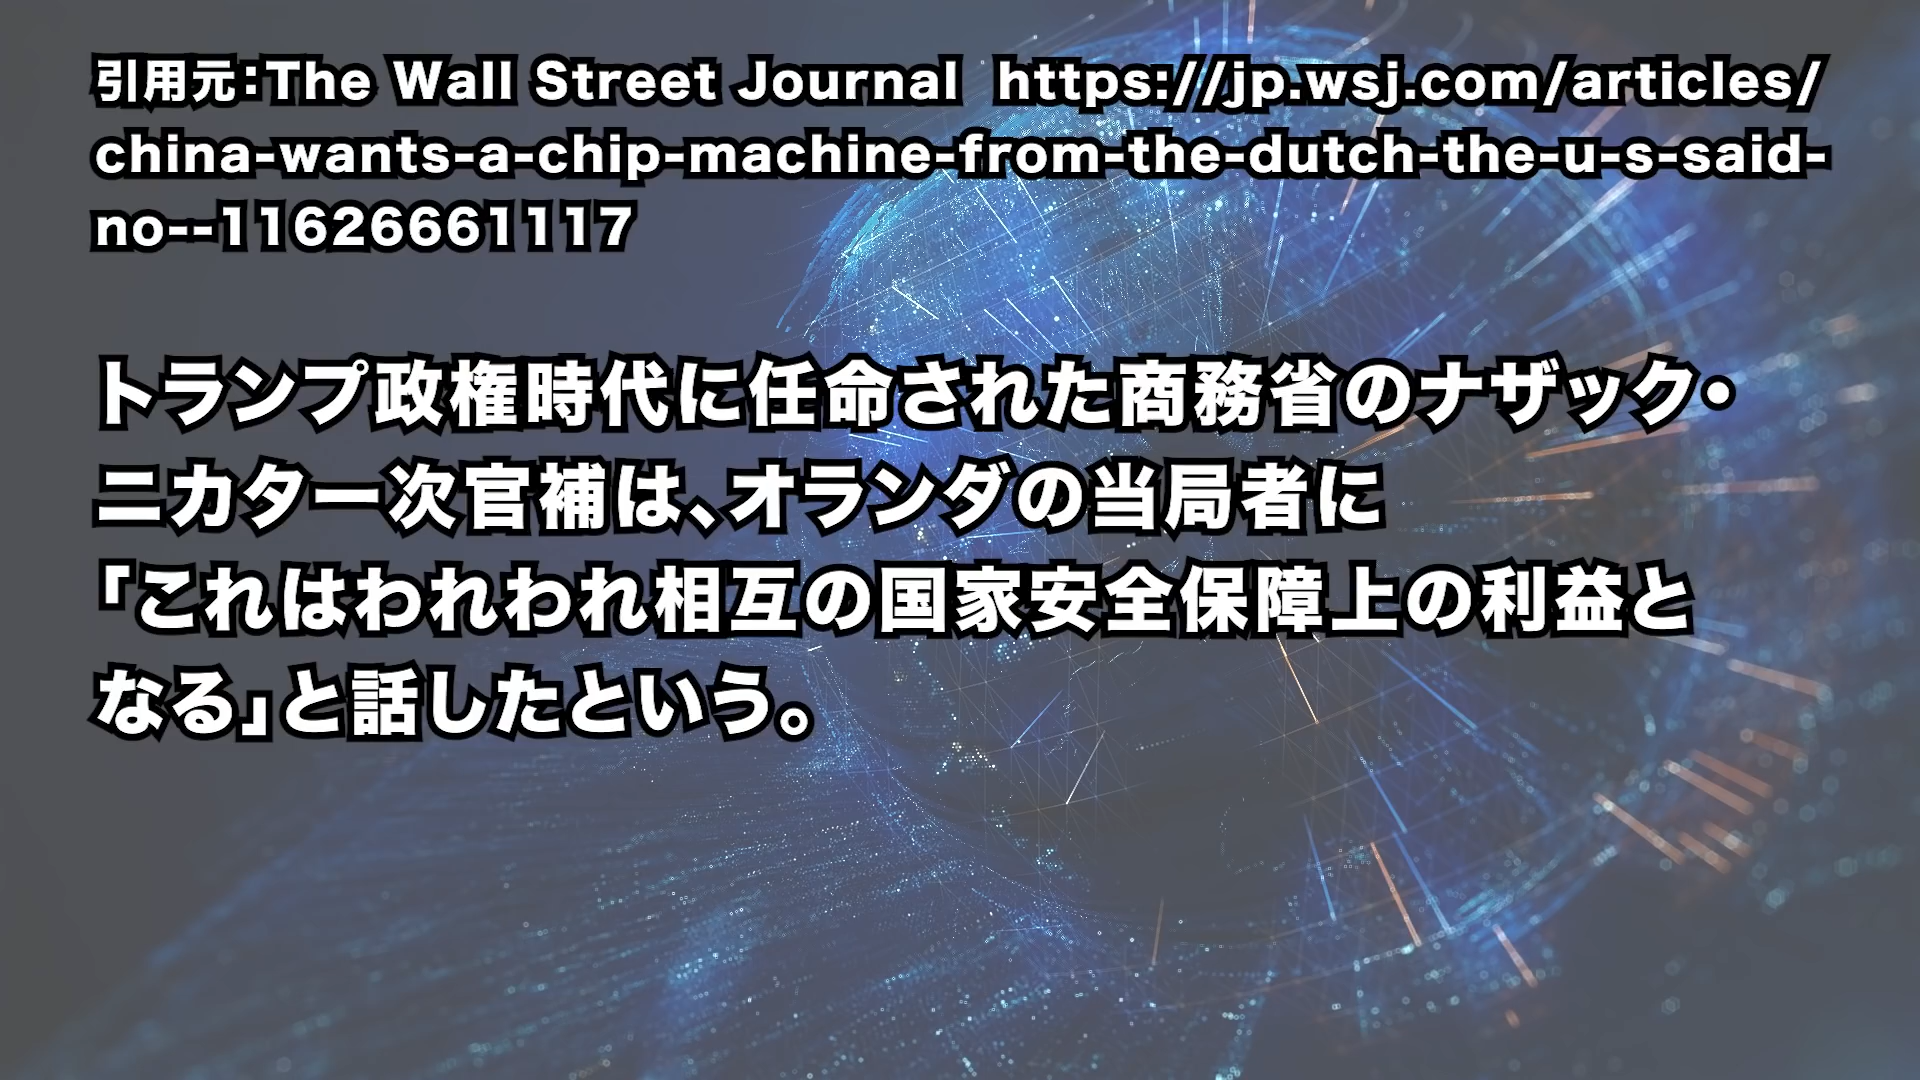 引用元：The Wall Street Journal  https://jp.wsj.com/articles/
china-wants-a-chip-machine-from-the-dutch-the-u-s-said-
no--11626661117
トランプ政権時代に任命された商務省のナザック・
ニカター次官補は、オランダの当局者に
「これはわれわれ相互の国家安全保障上の利益と
なる」と話したという。